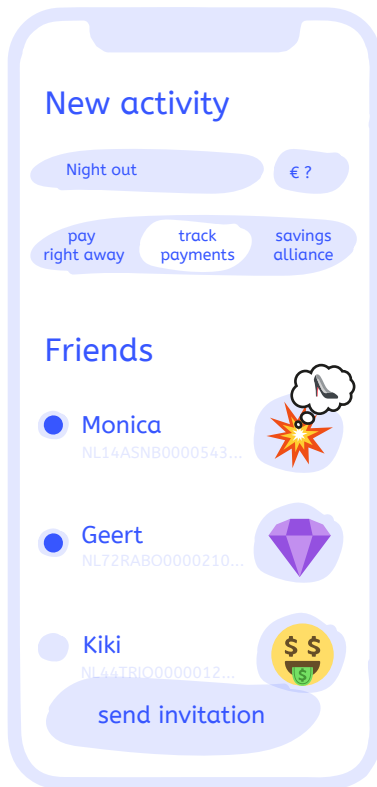 New activity
Night out
€ ?
pay
right away
track
payments
savings
alliance
Friends
Monica
NL14ASNB0000543...
Geert
NL72RABO0000210...
Kiki
NL44TRIO0000012...
send invitation